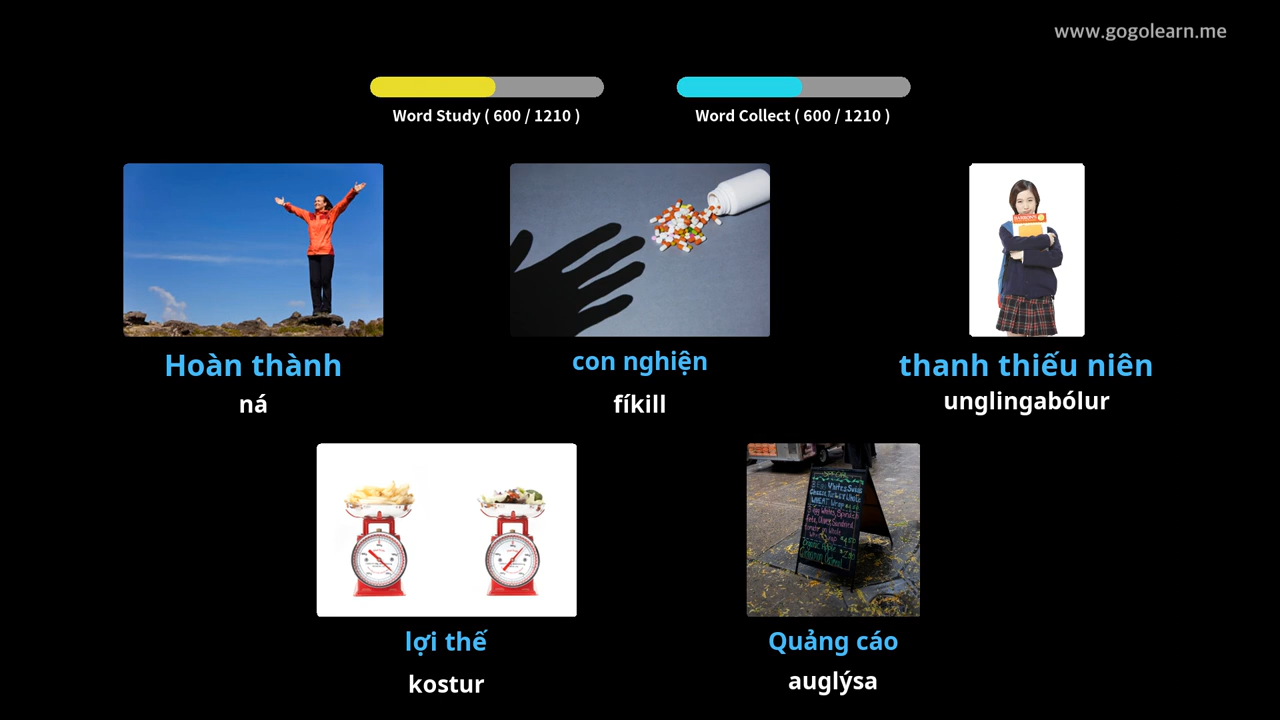 www.gogolearn.me
Word Study ( 600 / 1210 )
Word Collect ( 600 / 1210 )
Hoàn thành
ná
con nghiện
fíkill
thanh thiếu niên
unglingabólur
lợi thế
kostur
Quảng cáo
auglýsa